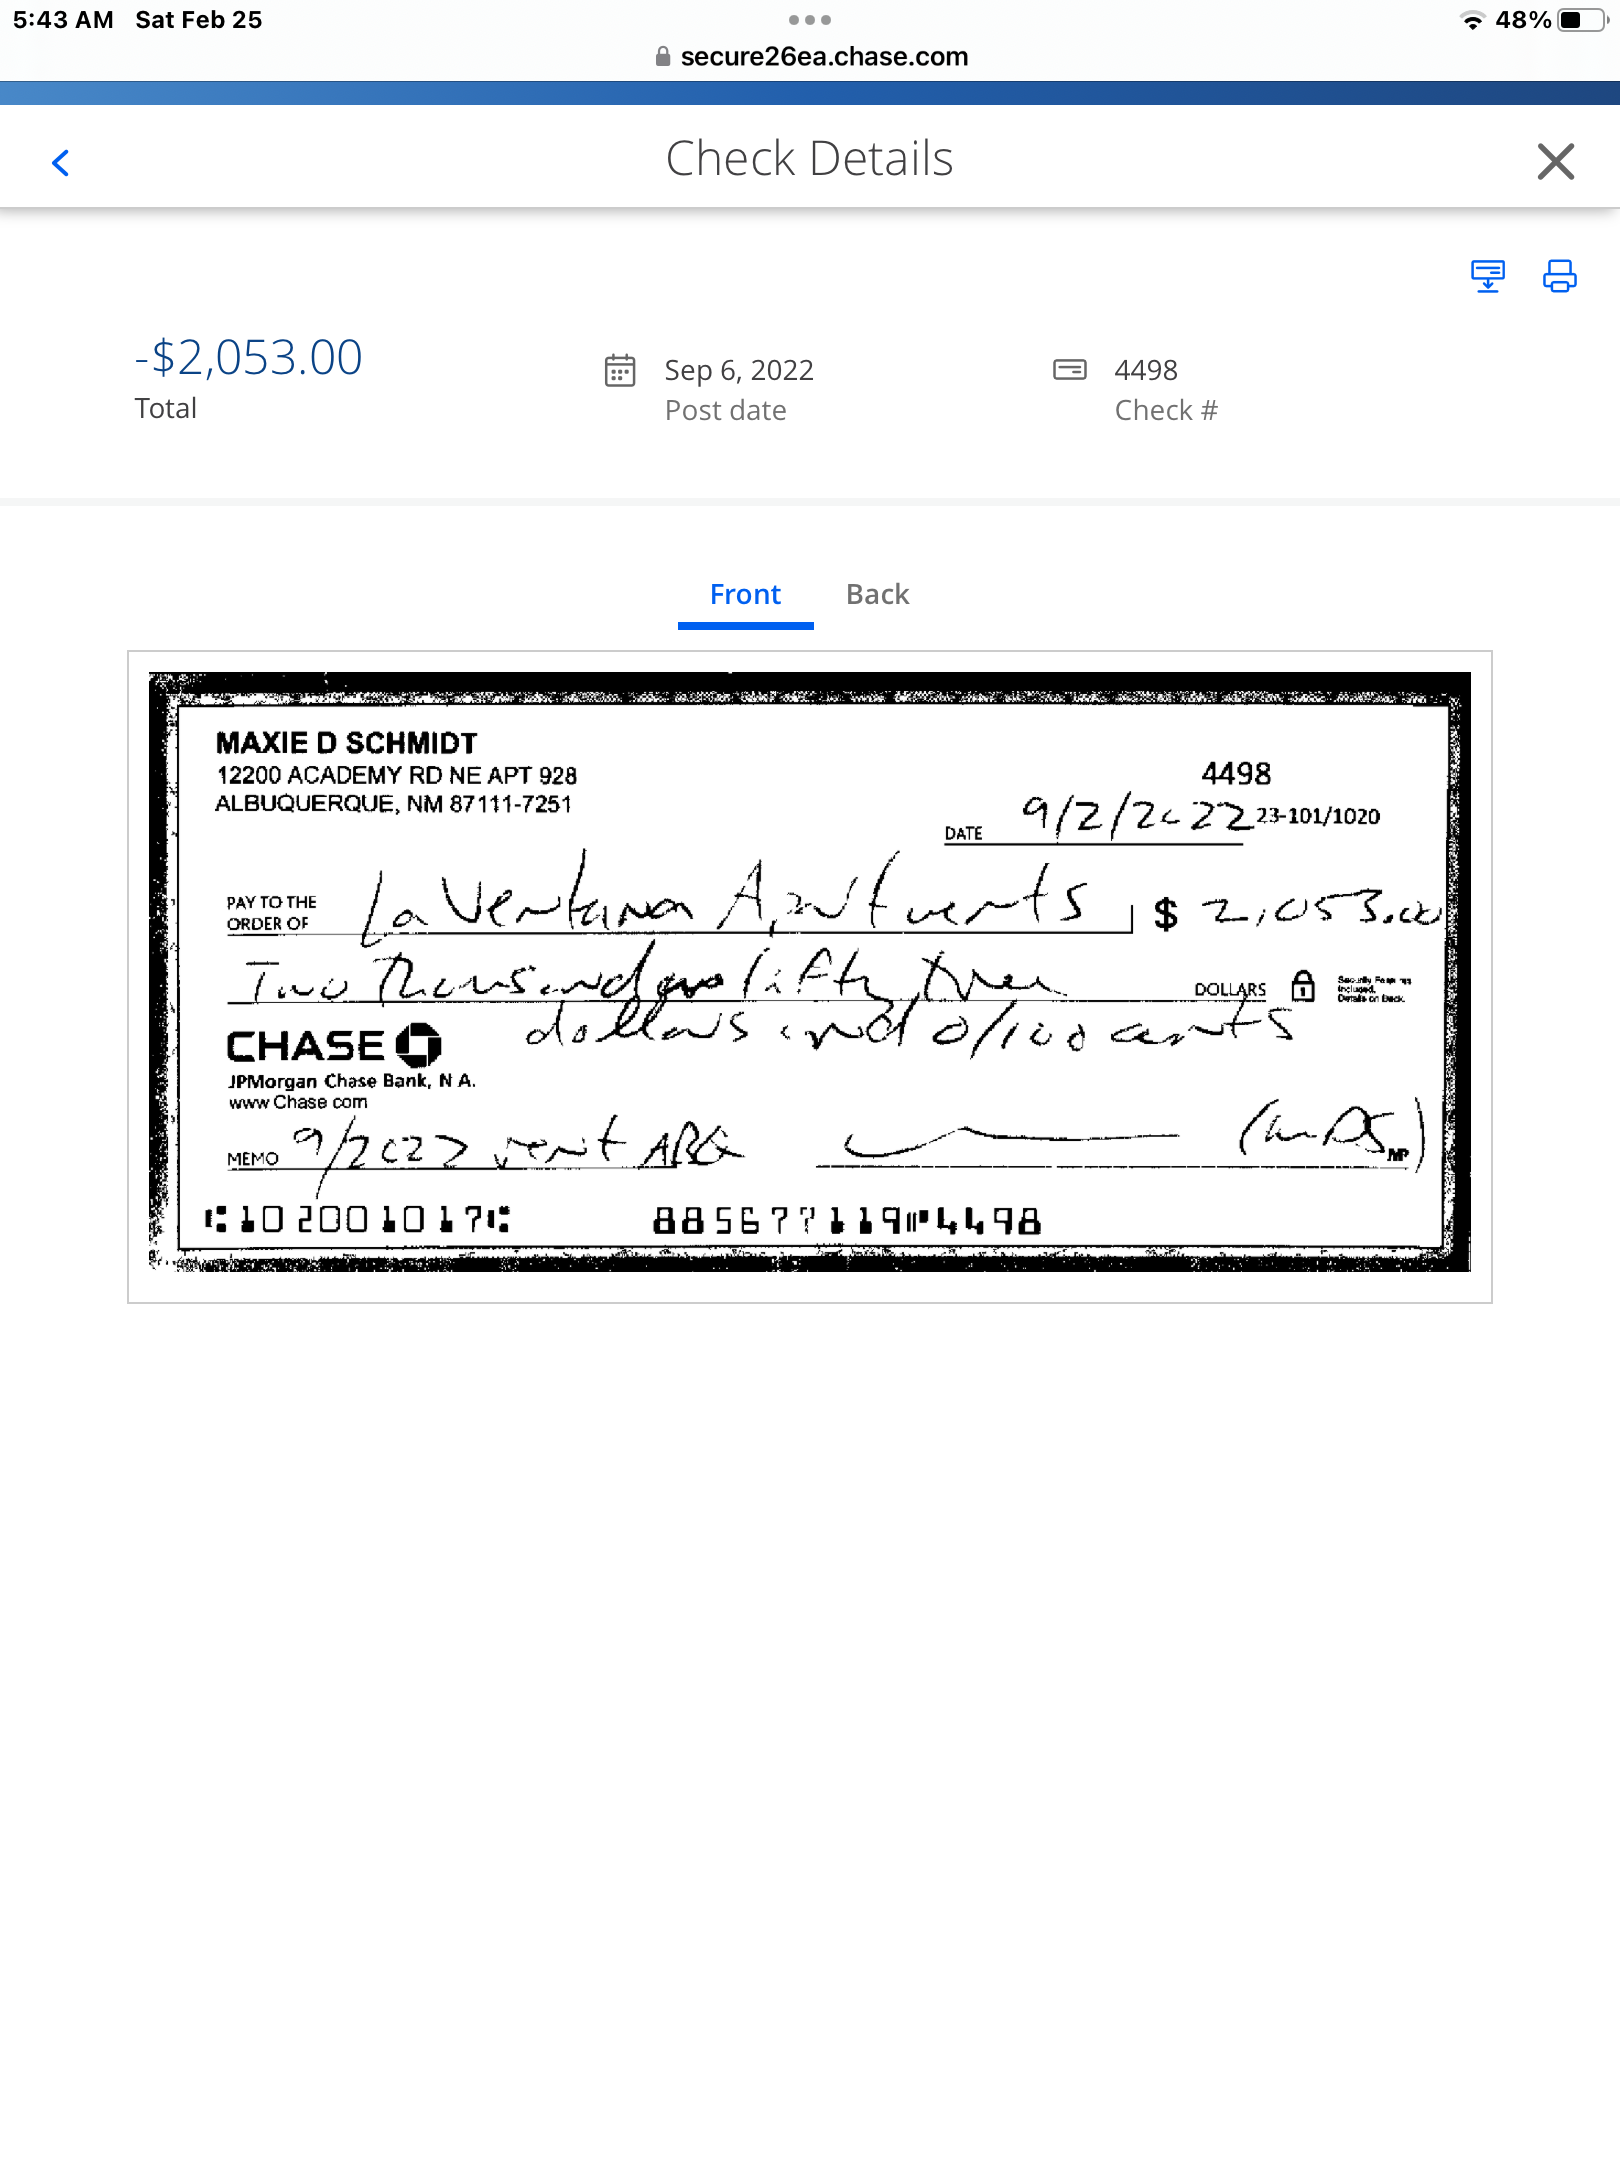 5:43 AM Sat Feb 25
48%
secure26ea.chase.com
Check Details
-$2,053.00
Total
Sep 6, 2022
Post date
4498
Check #
Front Back
MAXIE D SCHMIDT
12200 ACADEMY RD NE APT 928
ALBUQUERQUE, NM 87111-7251
4498
DATE 9/2/2022 23-101/1020
PAY TO THE
ORDER OF La Ventana Apartments $ 2,053.00
Two Thousand fifty three DOLLARS
Security Features
Included.
Details on Back.
dollars and 0/100 cents
CHASE
JPMorgan Chase Bank, N A.
www Chase com
MEMO 9/2022 rent ABQ
MP
⑆102001017⑆ 885677119⑈4498